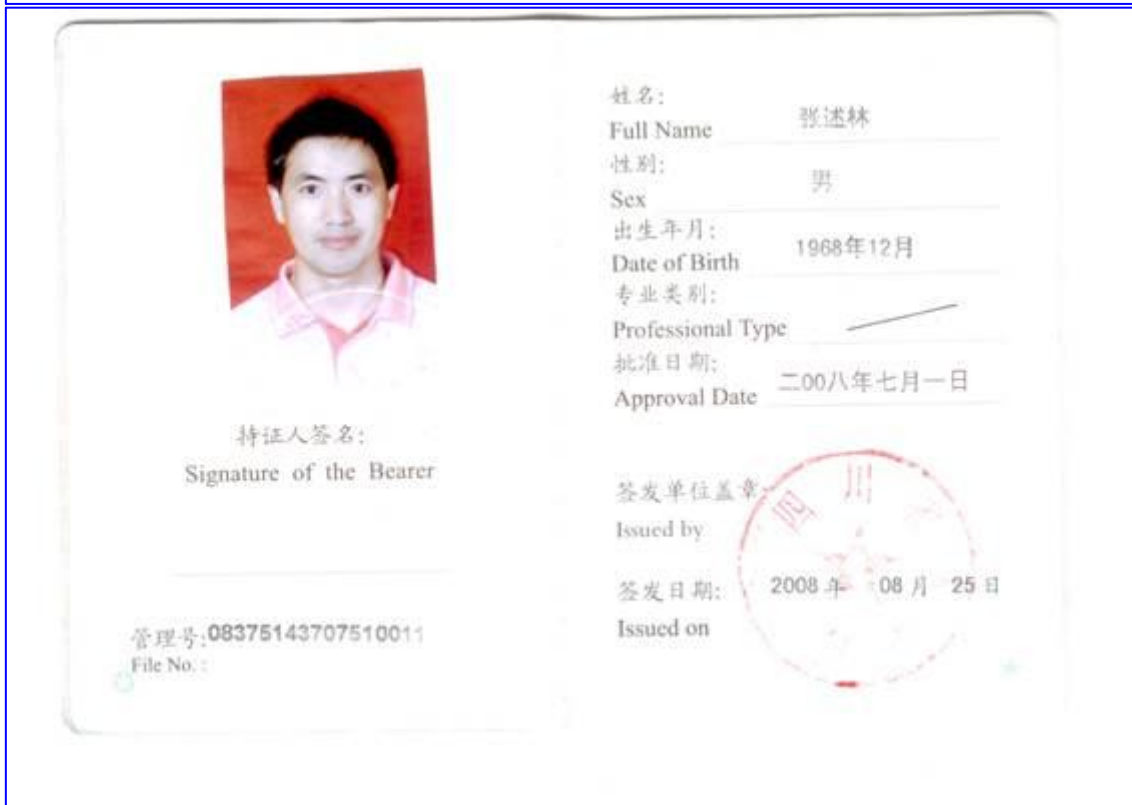 持证人签名:
Signature of the Bearer
管理号:08375143707510011
File No. :
姓名:
张述林
Full Name
性别:
男
Sex
出生年月:
1968年12月
Date of Birth
专业类别:
Professional Type
批准日期:
二00八年七月一日
Approval Date
签发单位盖章
Issued by
四川
签发日期:
2008 年 08 月 25 日
Issued on